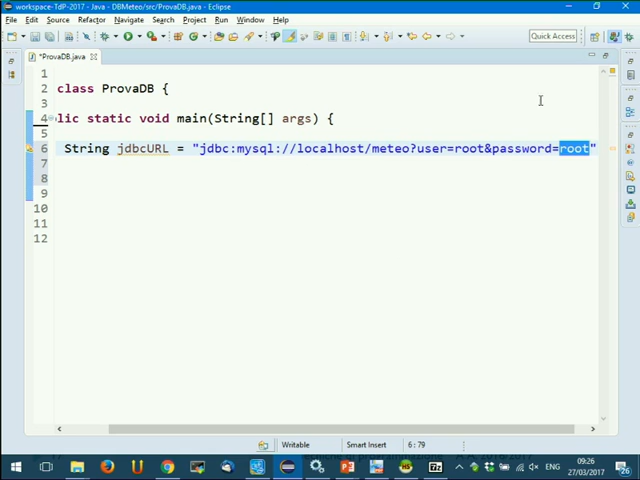 workspace-TdP-2017 - Java - DBMeteo/src/ProvaDB.java - Eclipse
File Edit Source Refactor Navigate Search Project Run Window Help
Quick Access
*ProvaDB.java
1
2 class ProvaDB {
3
4 lic static void main(String[] args) {
5
6 String jdbcURL = "jdbc:mysql://localhost/meteo?user=root&password=root"
7
8
9
10
11
12
Writable Smart Insert 6 : 79
ENG 09:26
27/03/2017 26